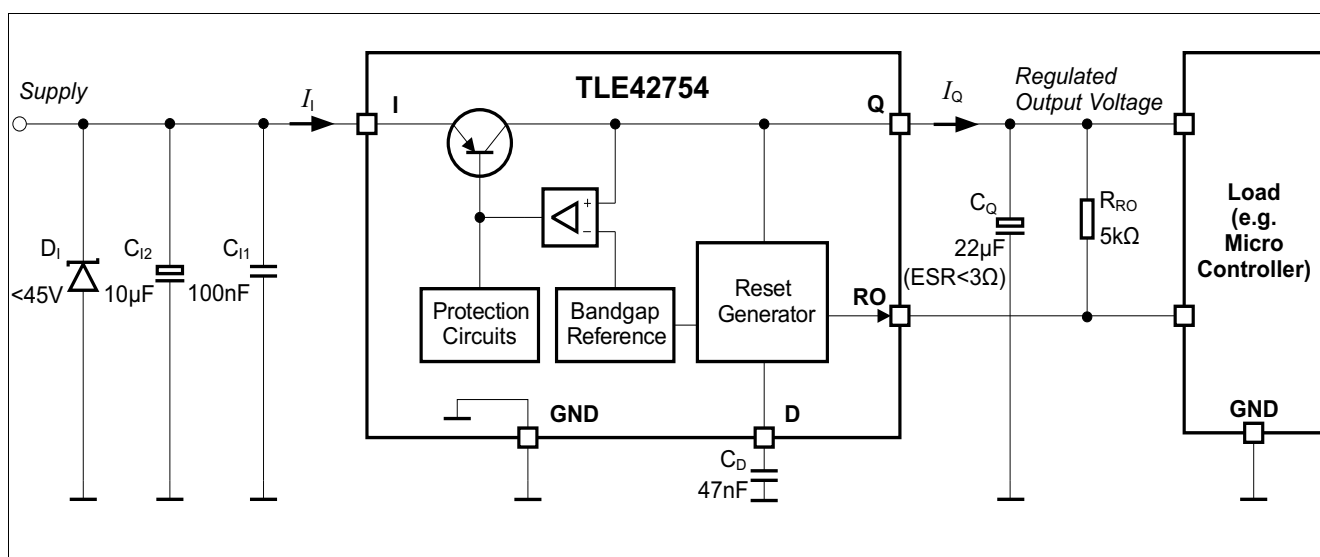 Supply
I_I
I
TLE42754
Q
I_Q
Regulated
Output Voltage
D_I
<45V
C_I2
10µF
C_I1
100nF
+
−
Protection
Circuits
Bandgap
Reference
Reset
Generator
RO
C_Q
22µF
(ESR<3Ω)
R_RO
5kΩ
Load
(e.g.
Micro
Controller)
GND
D
GND
C_D
47nF